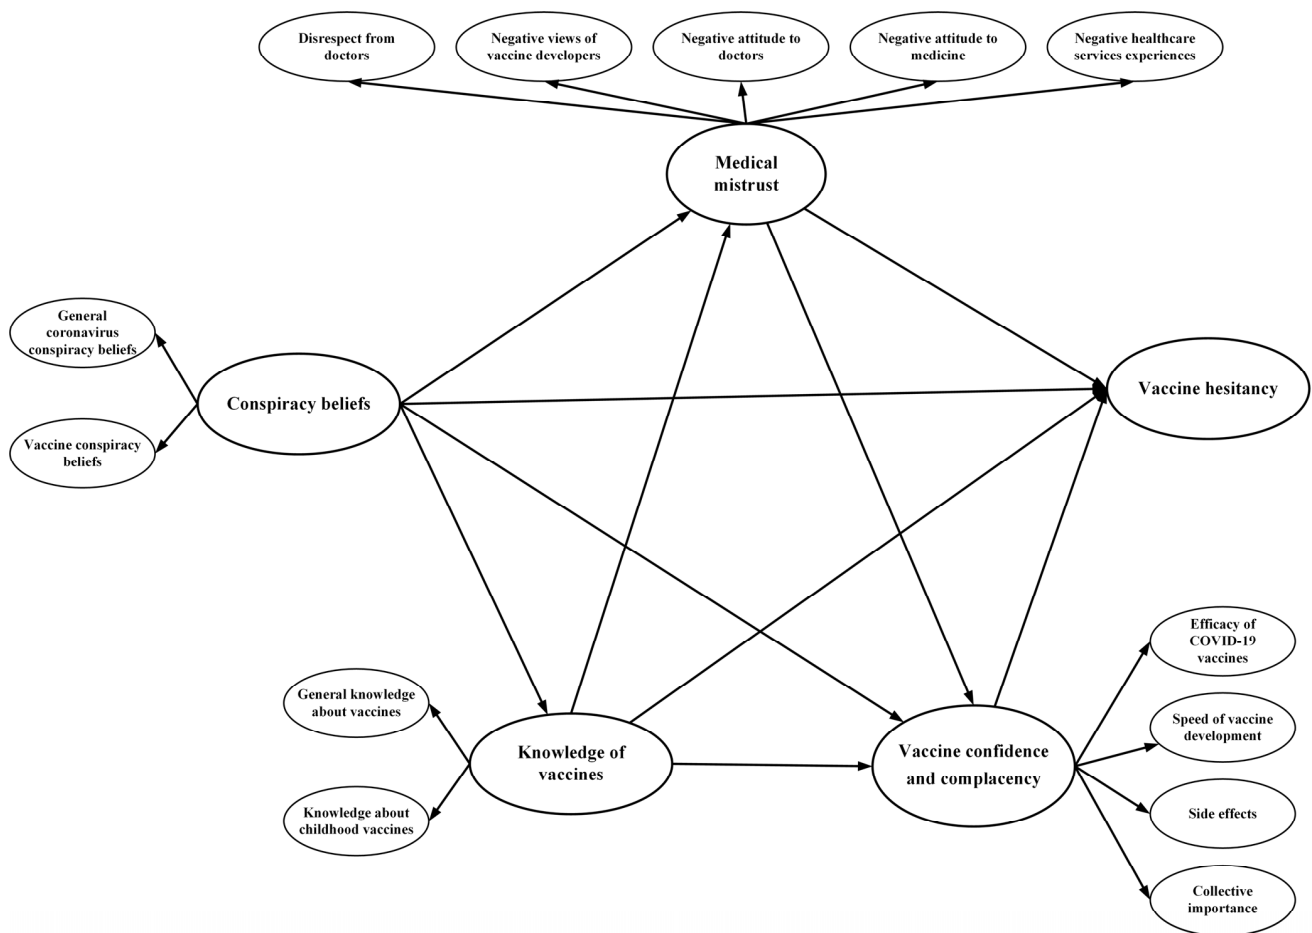 Disrespect from
doctors
Negative views of
vaccine developers
Negative attitude to
doctors
Negative attitude to
medicine
Negative healthcare
services experiences
Medical
mistrust
General
coronavirus
conspiracy beliefs
Conspiracy beliefs
Vaccine hesitancy
Vaccine conspiracy
beliefs
Efficacy of
COVID-19
vaccines
General knowledge
about vaccines
Speed of vaccine
development
Knowledge of
vaccines
Vaccine confidence
and complacency
Knowledge about
childhood vaccines
Side effects
Collective
importance